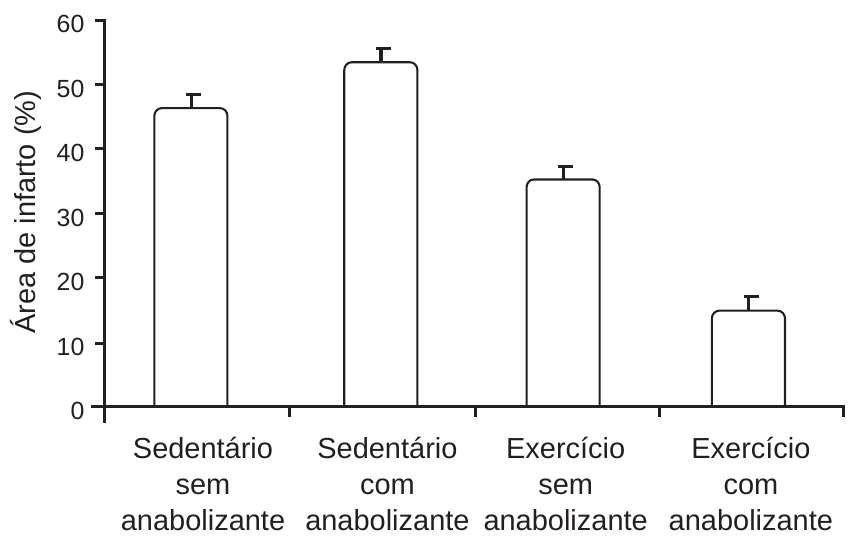 Área de infarto (%)
60
50
40
30
20
10
0
Sedentário
sem
anabolizante
Sedentário
com
anabolizante
Exercício
sem
anabolizante
Exercício
com
anabolizante